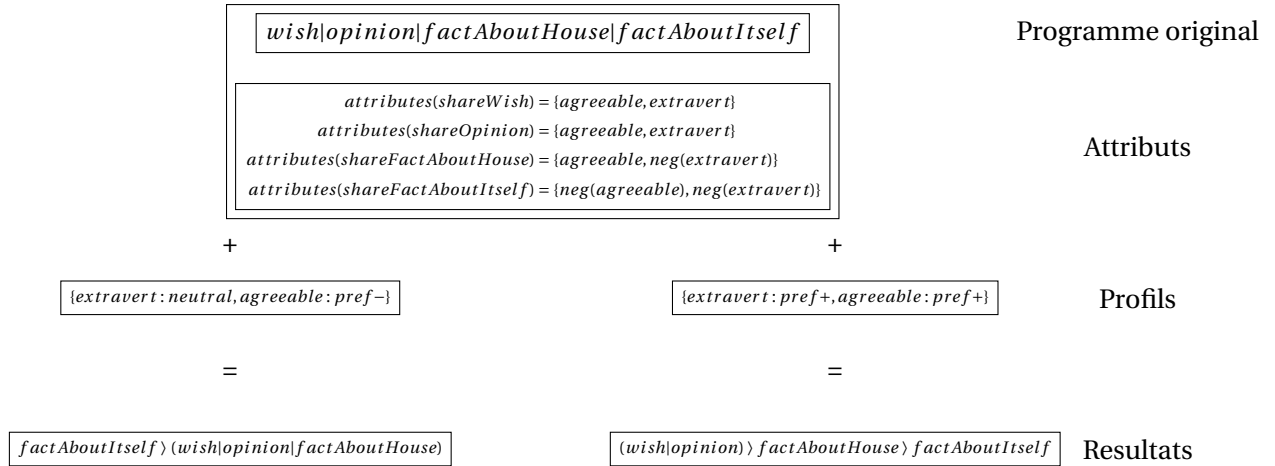 wish|opinion|factAboutHouse|factAboutItself
Programme original
attributes(shareWish) = {agreeable, extravert}
attributes(shareOpinion) = {agreeable, extravert}
attributes(shareFactAboutHouse) = {agreeable, neg(extravert)}
attributes(shareFactAboutItself) = {neg(agreeable), neg(extravert)}
Attributs
+ +
{extravert : neutral, agreeable : pref−} {extravert : pref+, agreeable : pref+} Profils
= =
factAboutItself ⟩ (wish|opinion|factAboutHouse) (wish|opinion) ⟩ factAboutHouse ⟩ factAboutItself Resultats